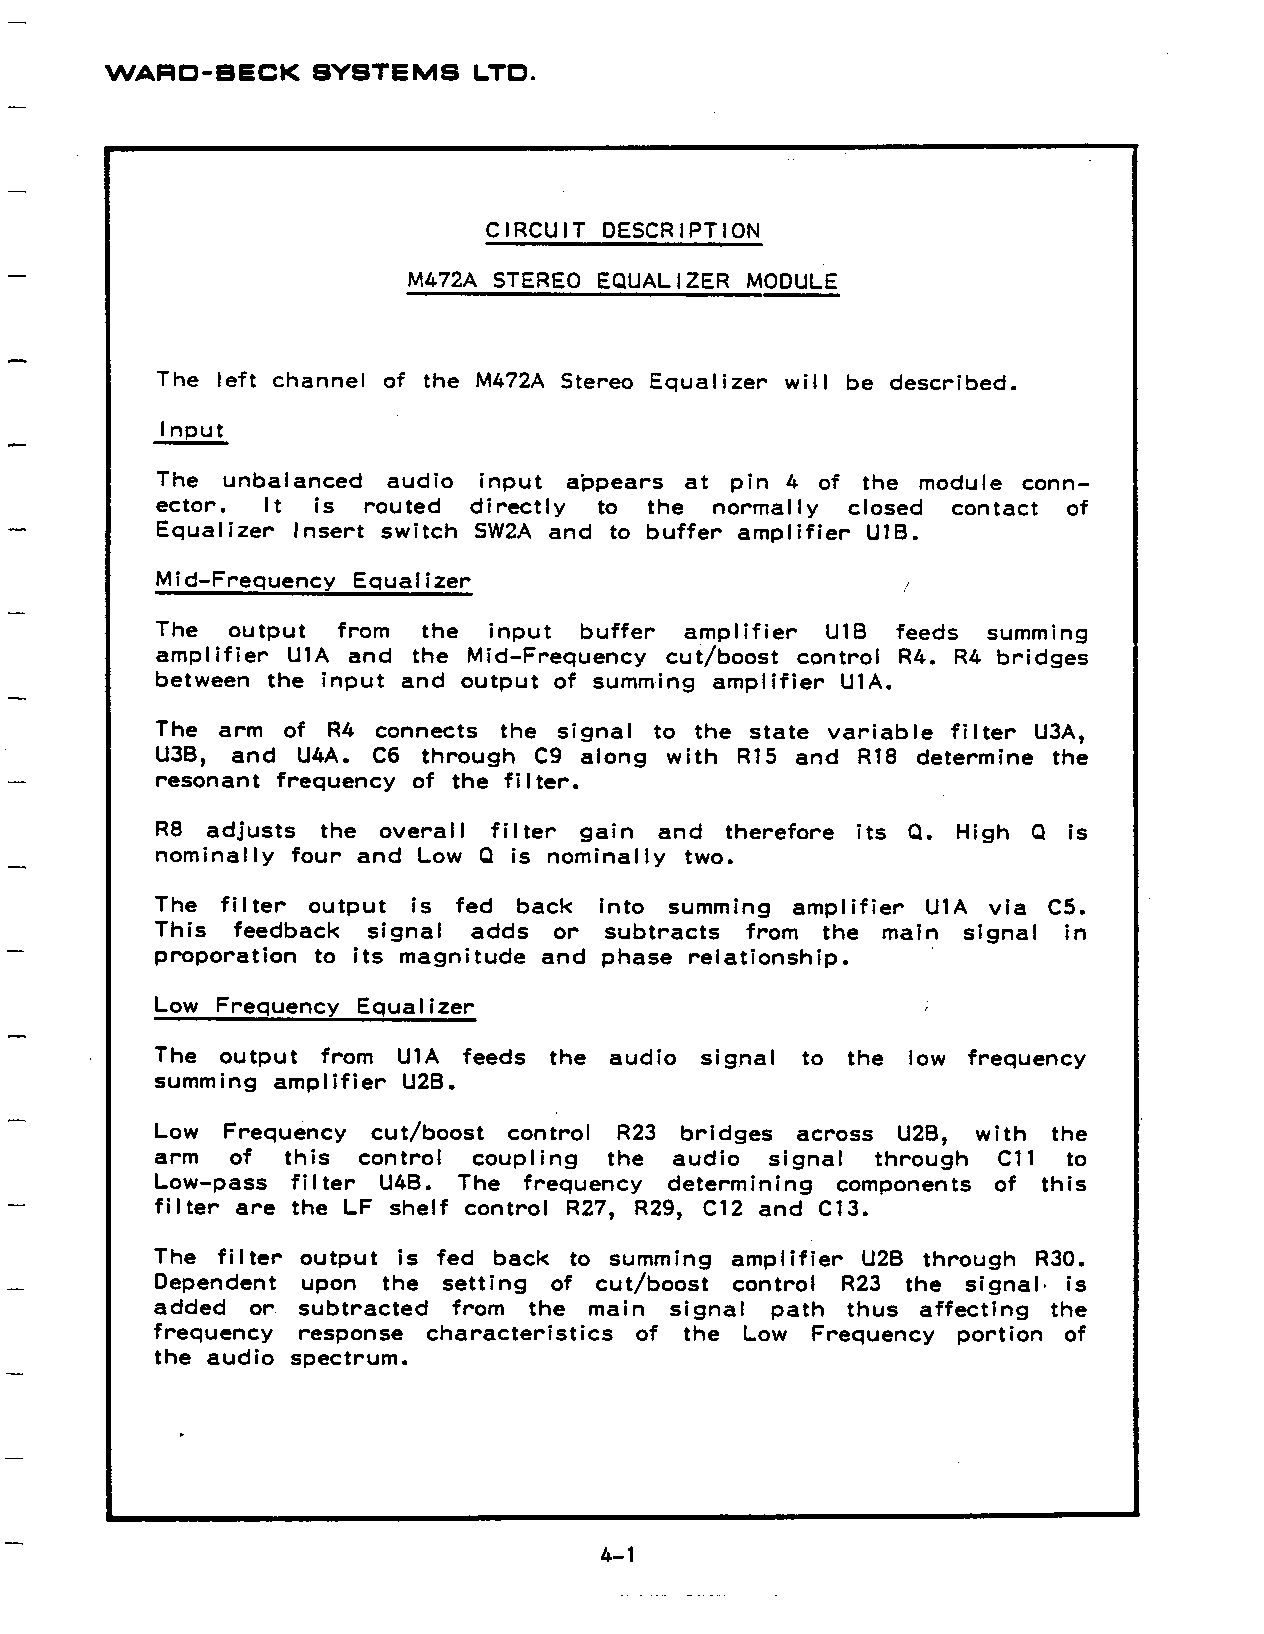 WARD-BECK SYSTEMS LTD.
CIRCUIT DESCRIPTION
M472A STEREO EQUALIZER MODULE
The left channel of the M472A Stereo Equalizer will be described.
Input
The unbalanced audio input appears at pin 4 of the module conn-
ector. It is routed directly to the normally closed contact of
Equalizer Insert switch SW2A and to buffer amplifier U1B.
Mid-Frequency Equalizer
The output from the input buffer amplifier U1B feeds summing
amplifier U1A and the Mid-Frequency cut/boost control R4. R4 bridges
between the input and output of summing amplifier U1A.
The arm of R4 connects the signal to the state variable filter U3A,
U3B, and U4A. C6 through C9 along with R15 and R18 determine the
resonant frequency of the filter.
R8 adjusts the overall filter gain and therefore its Q. High Q is
nominally four and Low Q is nominally two.
The filter output is fed back into summing amplifier U1A via C5.
This feedback signal adds or subtracts from the main signal in
proporation to its magnitude and phase relationship.
Low Frequency Equalizer
The output from U1A feeds the audio signal to the low frequency
summing amplifier U2B.
Low Frequency cut/boost control R23 bridges across U2B, with the
arm of this control coupling the audio signal through C11 to
Low-pass filter U4B. The frequency determining components of this
filter are the LF shelf control R27, R29, C12 and C13.
The filter output is fed back to summing amplifier U2B through R30.
Dependent upon the setting of cut/boost control R23 the signal is
added or subtracted from the main signal path thus affecting the
frequency response characteristics of the Low Frequency portion of
the audio spectrum.
4-1